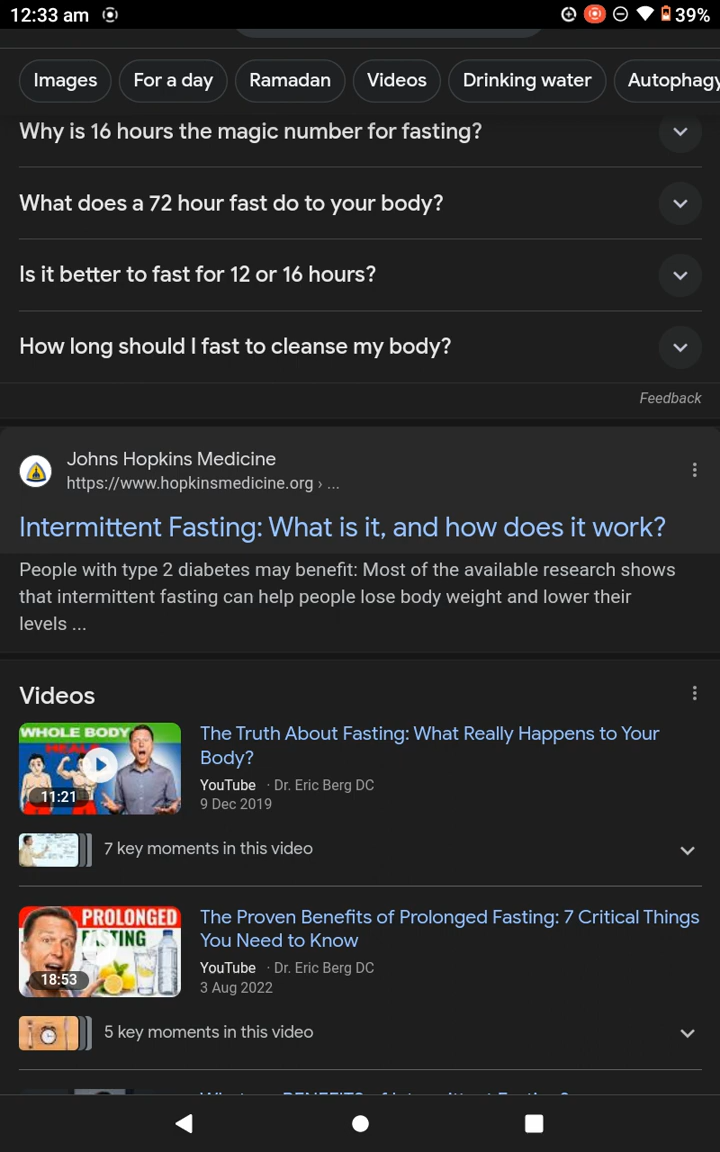 12:33 am
39%
Images
For a day
Ramadan
Videos
Drinking water
Autophagy
Why is 16 hours the magic number for fasting?
What does a 72 hour fast do to your body?
Is it better to fast for 12 or 16 hours?
How long should I fast to cleanse my body?
Feedback
Johns Hopkins Medicine
https://www.hopkinsmedicine.org › ...
Intermittent Fasting: What is it, and how does it work?
People with type 2 diabetes may benefit: Most of the available research shows
that intermittent fasting can help people lose body weight and lower their
levels ...
Videos
WHOLE BODY
HEALS
11:21
The Truth About Fasting: What Really Happens to Your
Body?
YouTube · Dr. Eric Berg DC
9 Dec 2019
7 key moments in this video
PROLONGED
FASTING
18:53
The Proven Benefits of Prolonged Fasting: 7 Critical Things
You Need to Know
YouTube · Dr. Eric Berg DC
3 Aug 2022
5 key moments in this video